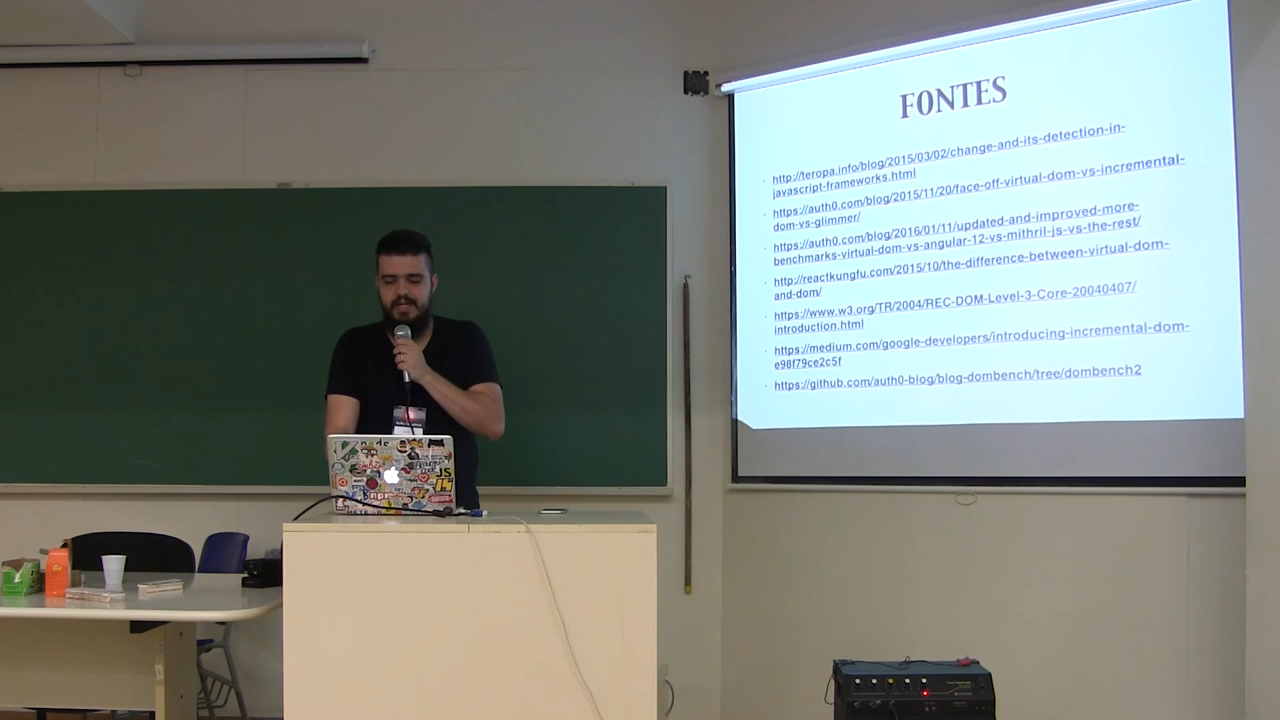 FONTES
http://teropa.info/blog/2015/03/02/change-and-its-detection-in-
javascript-frameworks.html
https://auth0.com/blog/2015/11/20/face-off-virtual-dom-vs-incremental-
dom-vs-glimmer/
https://auth0.com/blog/2016/01/11/updated-and-improved-more-
benchmarks-virtual-dom-vs-angular-12-vs-mithril-js-vs-the-rest/
http://reactkungfu.com/2015/10/the-difference-between-virtual-dom-
and-dom/
https://www.w3.org/TR/2004/REC-DOM-Level-3-Core-20040407/
introduction.html
https://medium.com/google-developers/introducing-incremental-dom-
e98f79ce2c5f
https://github.com/auth0-blog/blog-dombench/tree/dombench2
JS
npm